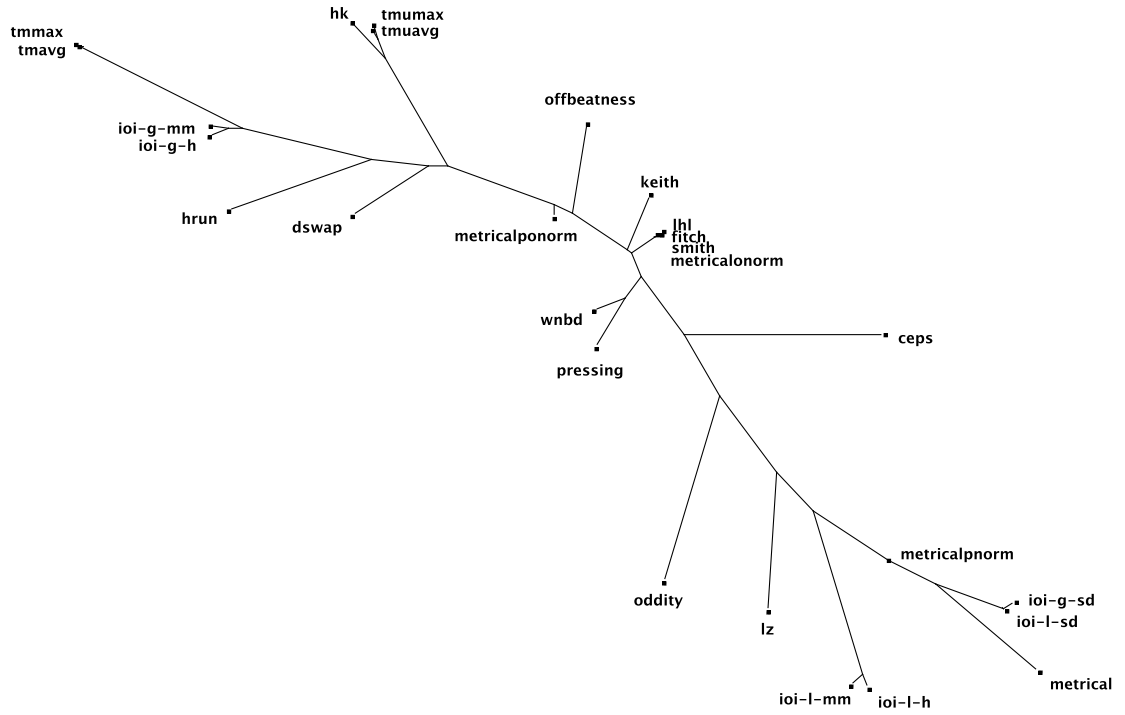 hk
tmumax
tmuavg
tmmax
tmavg
offbeatness
ioi-g-mm
ioi-g-h
keith
hrun
dswap
metricalponorm
lhl
fitch
smith
metricalonorm
wnbd
ceps
pressing
metricalpnorm
oddity
ioi-g-sd
ioi-l-sd
lz
metrical
ioi-l-mm
ioi-l-h